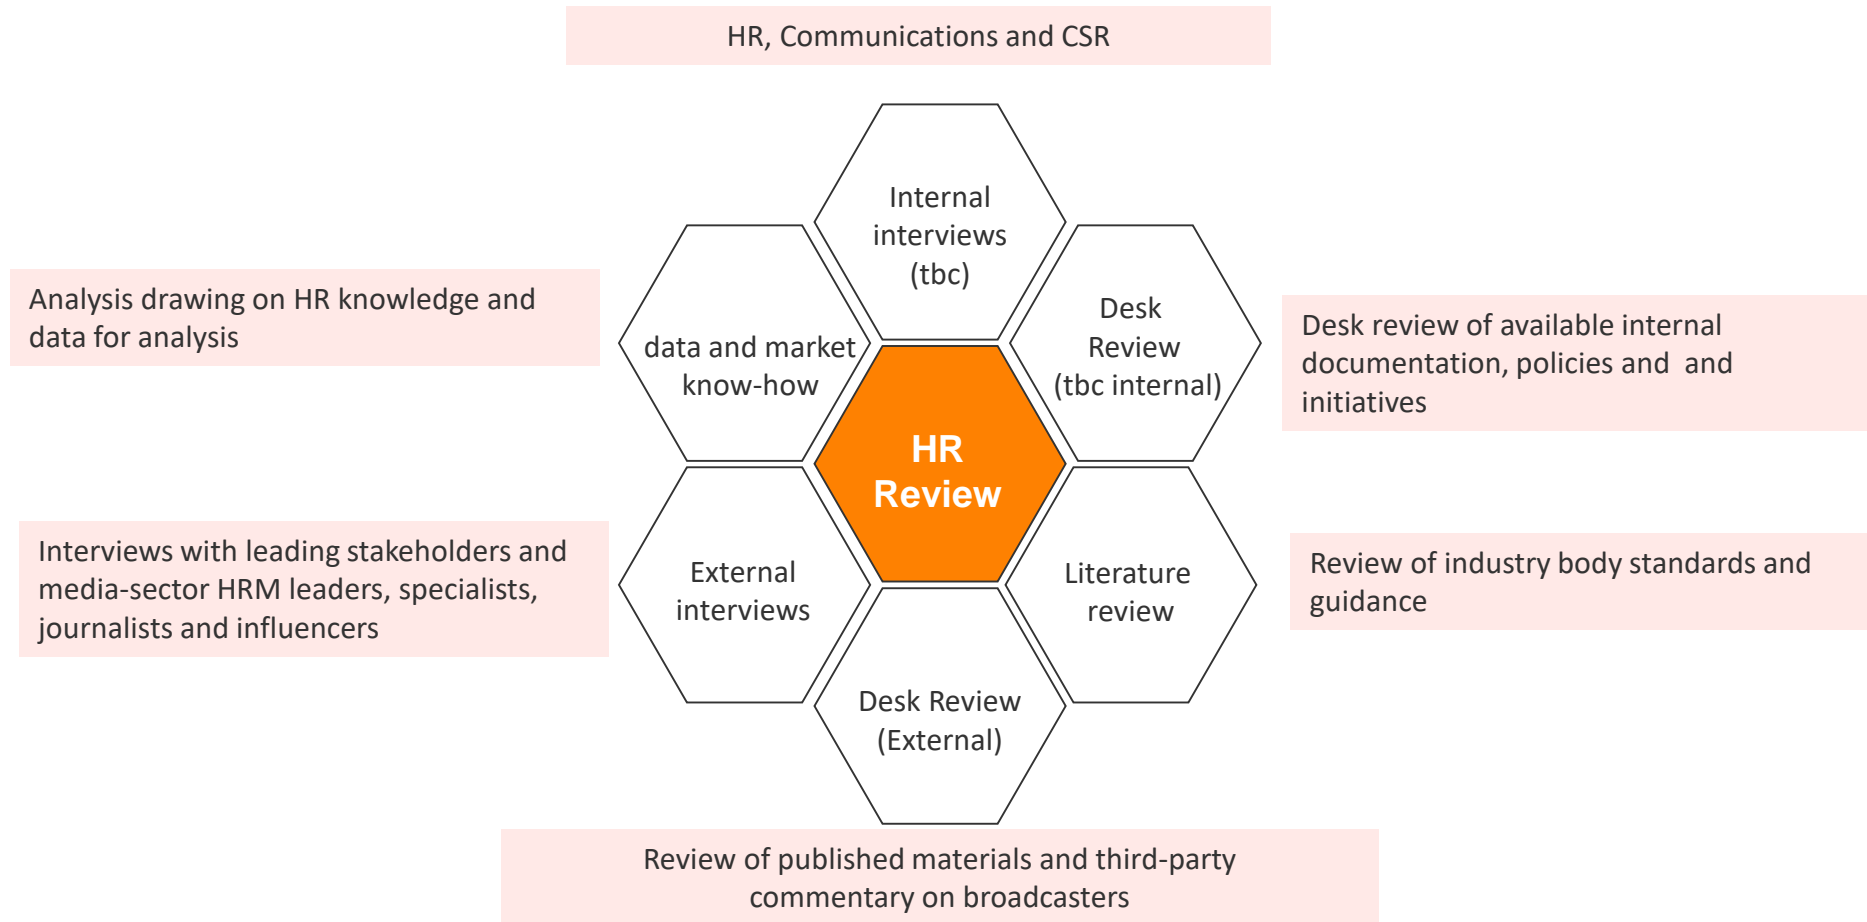 HR, Communications and CSR
Internal
interviews
(tbc)
Analysis drawing on HR knowledge and
data for analysis
data and market
know-how
Desk
Review
(tbc internal)
Desk review of available internal
documentation, policies and  and
initiatives
HR
Review
Interviews with leading stakeholders and
media-sector HRM leaders, specialists,
journalists and influencers
External
interviews
Literature
review
Review of industry body standards and
guidance
Desk Review
(External)
Review of published materials and third-party
commentary on broadcasters